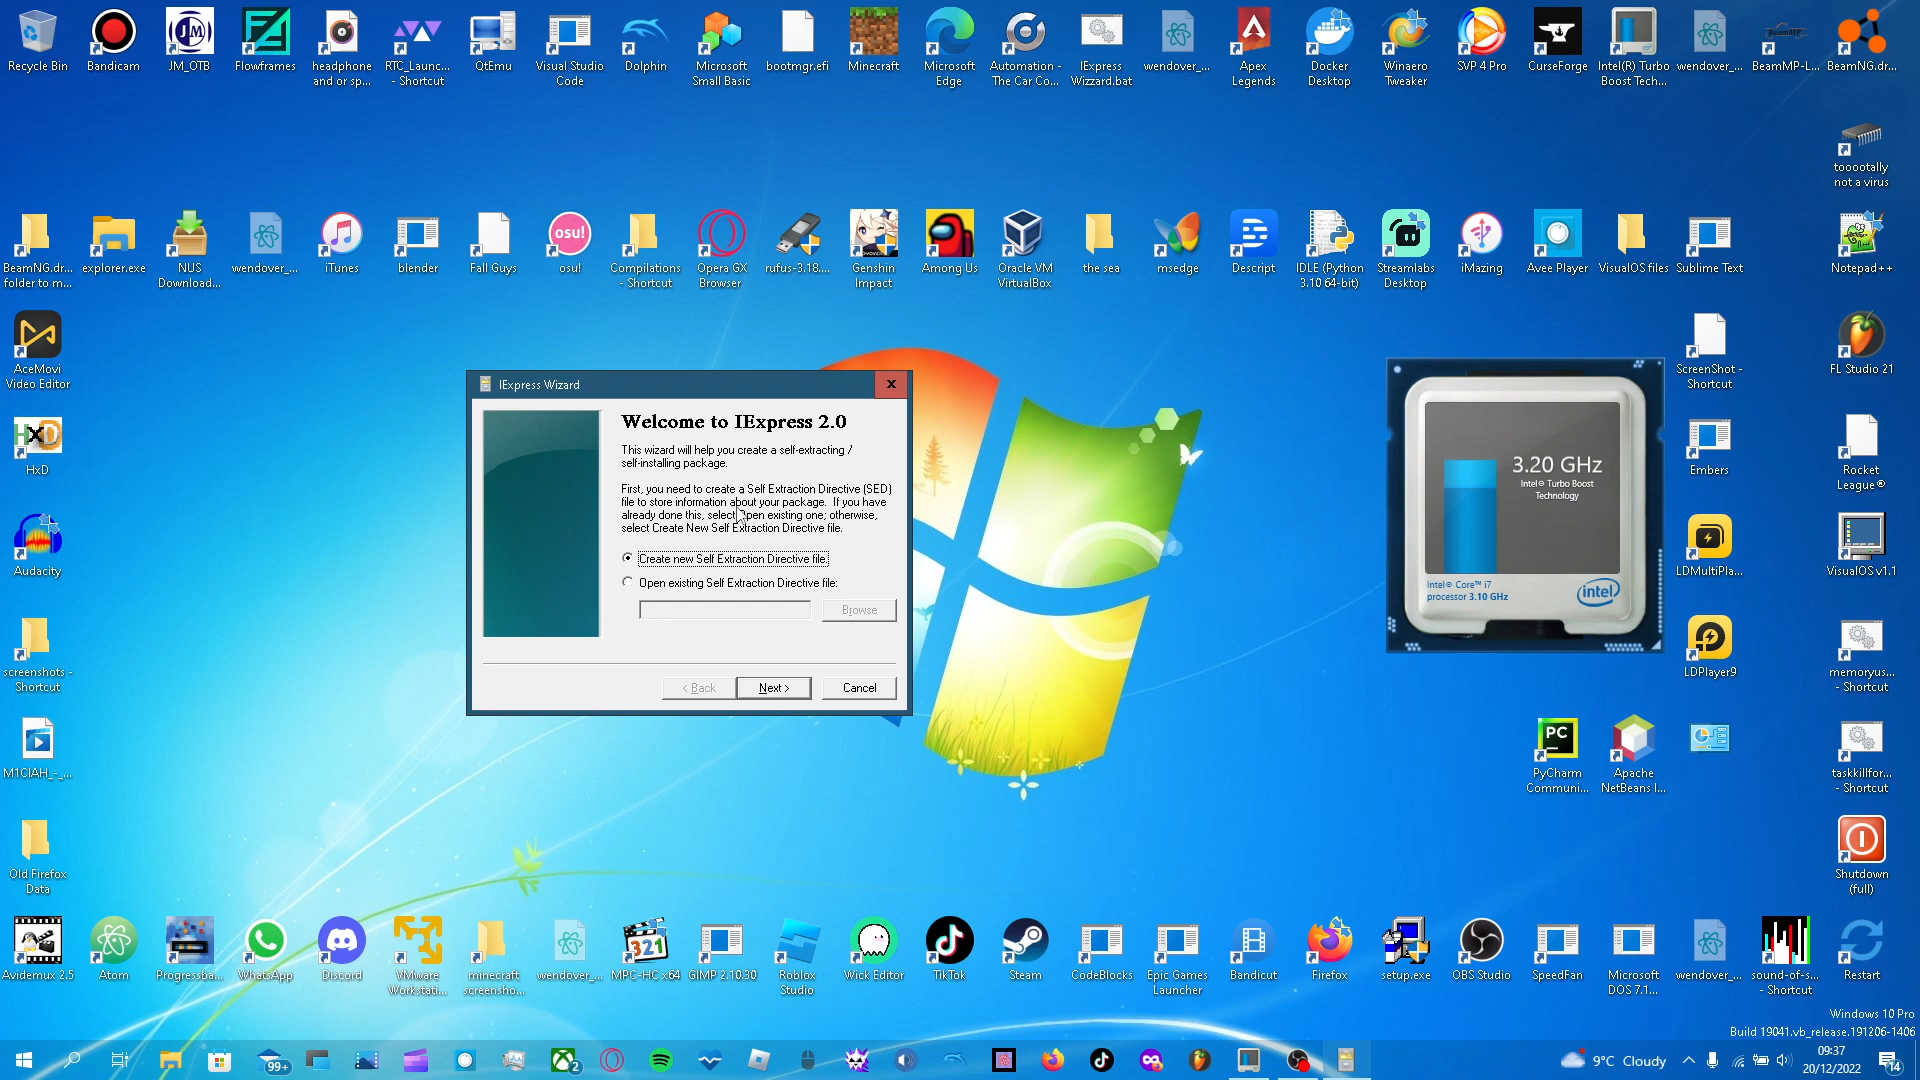 Recycle Bin
Bandicam
JM_OTB
Flowframes
headphone
and or sp...
RTC_Launc...
- Shortcut
QtEmu
Visual Studio
Code
Dolphin
Microsoft
Small Basic
bootmgr.efi
Minecraft
Microsoft
Edge
Automation -
The Car Co...
IExpress
Wizzard.bat
wendover_...
Apex
Legends
Docker
Desktop
Winaero
Tweaker
SVP 4 Pro
CurseForge
Intel(R) Turbo
Boost Tech...
wendover_...
BeamMP-L...
BeamNG.dr...
tooootally
not a virus
BeamNG.dr...
folder to m...
explorer.exe
NUS
Download...
wendover_...
iTunes
blender
Fall Guys
osu!
osu!
Compilations
- Shortcut
Opera GX
Browser
rufus-3.18....
Genshin
Impact
Among Us
Oracle VM
VirtualBox
the sea
msedge
Descript
IDLE (Python
3.10 64-bit)
Streamlabs
Desktop
iMazing
Avee Player
VisualOS files
Sublime Text
Notepad++
AceMovi
Video Editor
ScreenShot -
Shortcut
FL Studio 21
HxD
HxD
Embers
Rocket
League®
Audacity
LDMultiPla...
VisualOS v1.1
screenshots -
Shortcut
LDPlayer9
memoryus...
- Shortcut
M1CIAH_-_...
PC
PyCharm
Communi...
Apache
NetBeans I...
taskkillfor...
- Shortcut
Old Firefox
Data
Shutdown
(full)
IExpress Wizard
Welcome to IExpress 2.0
This wizard will help you create a self-extracting /
self-installing package.
First, you need to create a Self Extraction Directive (SED)
file to store information about your package. If you have
already done this, select open existing one; otherwise,
select Create New Self Extraction Directive file.
Create new Self Extraction Directive file.
Open existing Self Extraction Directive file:
Browse
< Back
Next >
Cancel
3.20 GHz
Intel® Turbo Boost
Technology
Intel® Core™ i7
processor 3.10 GHz
intel
Avidemux 2.5
Atom
Progressba...
WhatsApp
Discord
VMware
Workstati...
minecraft
screensho...
wendover_...
321
MPC-HC x64
GIMP 2.10.30
Roblox
Studio
Wick Editor
TikTok
Steam
CodeBlocks
Epic Games
Launcher
Bandicut
Firefox
setup.exe
OBS Studio
SpeedFan
Microsoft
DOS 7.1...
wendover_...
sound-of-s...
- Shortcut
Restart
Windows 10 Pro
Build 19041.vb_release.191206-1406
99+
2
9°C Cloudy
09:37
20/12/2022
14